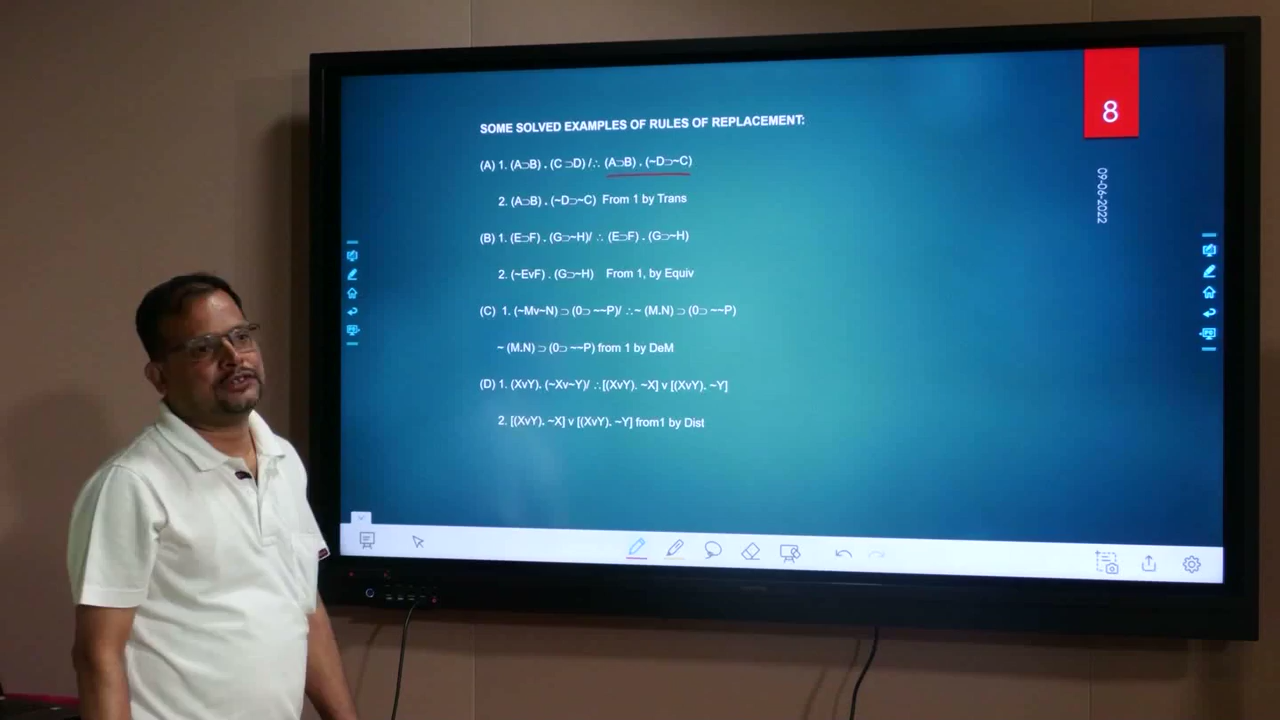 8
09-06-2022
SOME SOLVED EXAMPLES OF RULES OF REPLACEMENT:
(A) 1. (A⊃B) . (C ⊃D) /∴ (A⊃B) . (~D⊃~C)
2. (A⊃B) . (~D⊃~C) From 1 by Trans
(B) 1. (E⊃F) . (G⊃~H)/ ∴ (E⊃F) . (G⊃~H)
2. (~EvF) . (G⊃~H) From 1, by Equiv
(C) 1. (~Mv~N) ⊃ (0⊃ ~~P)/ ∴~ (M.N) ⊃ (0⊃ ~~P)
~ (M.N) ⊃ (0⊃ ~~P) from 1 by DeM
(D) 1. (XvY). (~Xv~Y)/ ∴[(XvY). ~X] v [(XvY). ~Y]
2. [(XvY). ~X] v [(XvY). ~Y] from1 by Dist